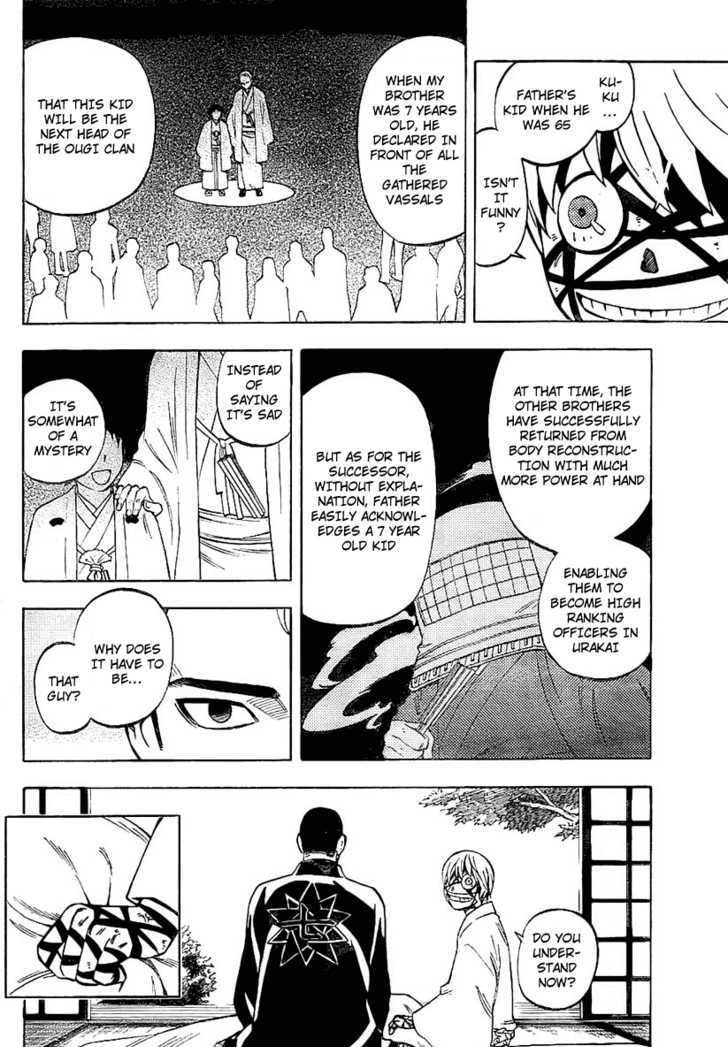 KU-
KU
...
FATHER'S
KID WHEN HE
WAS 65
ISN'T
IT
FUNNY
?
WHEN MY
BROTHER
WAS 7 YEARS
OLD, HE
DECLARED IN
FRONT OF ALL
THE
GATHERED
VASSALS
THAT THIS KID
WILL BE THE
NEXT HEAD OF
THE OUGI CLAN
AT THAT TIME, THE
OTHER BROTHERS
HAVE SUCCESSFULLY
RETURNED FROM
BODY RECONSTRUC-
TION WITH MUCH
MORE POWER AT HAND
ENABLING
THEM TO
BECOME HIGH
RANKING
OFFICERS IN
URAKAI
BUT AS FOR THE
SUCCESSOR,
WITHOUT EXPLA-
NATION, FATHER
EASILY ACKNOWL-
EDGES A 7 YEAR
OLD KID
INSTEAD
OF
SAYING
IT'S SAD
IT'S
SOMEWHAT
OF A
MYSTERY
WHY DOES
IT HAVE TO
BE...
THAT
GUY?
DO YOU
UNDER-
STAND
NOW?